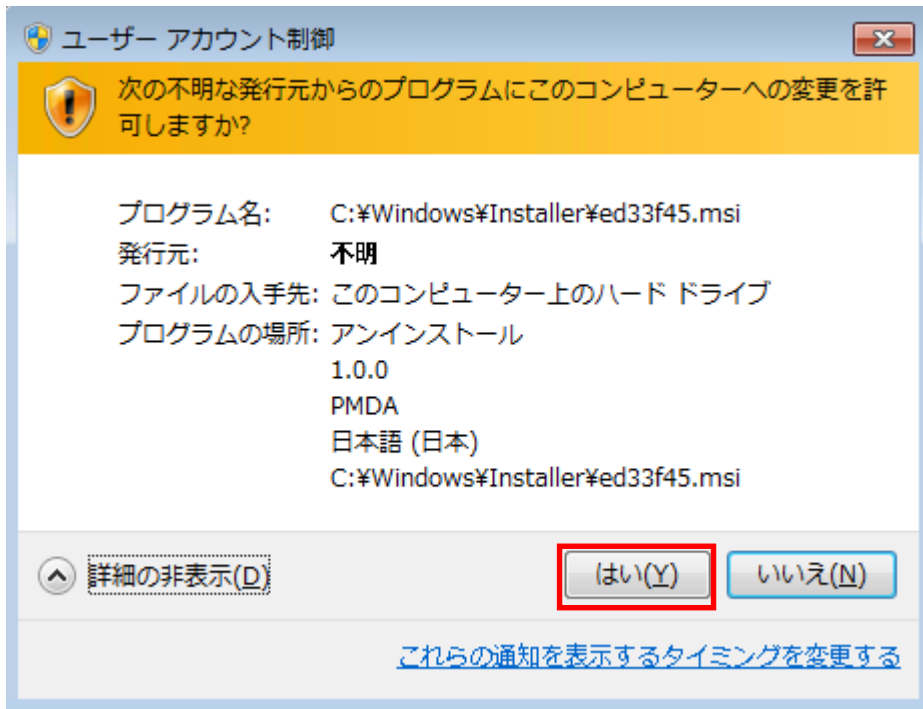 ユーザー アカウント制御
次の不明な発行元からのプログラムにこのコンピューターへの変更を許
可しますか?
プログラム名: C:¥Windows¥Installer¥ed33f45.msi
発行元: 不明
ファイルの入手先: このコンピューター上のハード ドライブ
プログラムの場所: アンインストール
1.0.0
PMDA
日本語 (日本)
C:¥Windows¥Installer¥ed33f45.msi
詳細の非表示(D) はい(Y) いいえ(N)
これらの通知を表示するタイミングを変更する